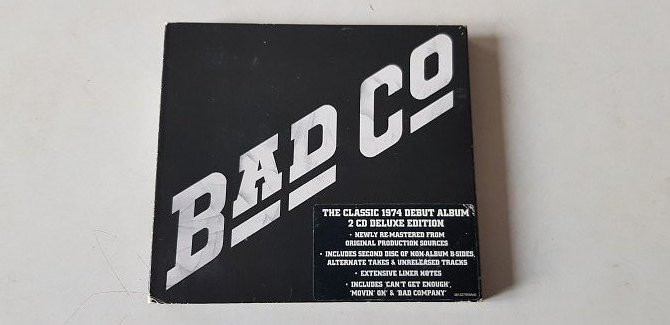 BAD CO
THE CLASSIC 1974 DEBUT ALBUM
2 CD DELUXE EDITION
• NEWLY RE-MASTERED FROM
ORIGINAL PRODUCTION SOURCES
• INCLUDES SECOND DISC OF NON-ALBUM B-SIDES,
ALTERNATE TAKES & UNRELEASED TRACKS
• EXTENSIVE LINER NOTES
• INCLUDES 'CAN'T GET ENOUGH',
'MOVIN' ON' & 'BAD COMPANY'